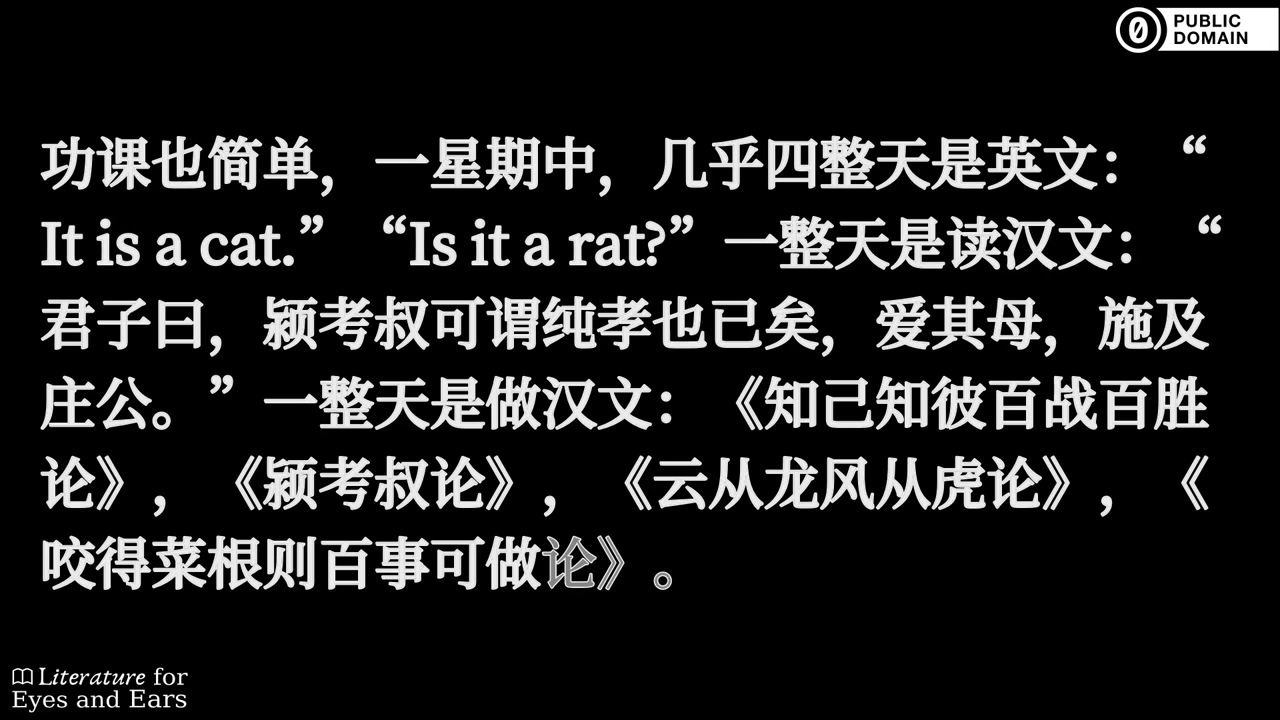 PUBLIC
DOMAIN
功课也简单，一星期中，几乎四整天是英文：“
It is a cat.”“Is it a rat?”一整天是读汉文：“
君子曰，颍考叔可谓纯孝也已矣，爱其母，施及
庄公。”一整天是做汉文：《知己知彼百战百胜
论》，《颍考叔论》，《云从龙风从虎论》，《
咬得菜根则百事可做论》。
Literature for
Eyes and Ears